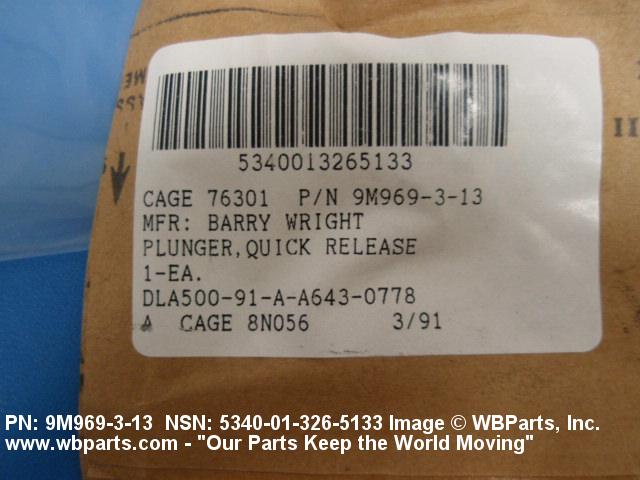 5340013265133
CAGE 76301 P/N 9M969-3-13
MFR: BARRY WRIGHT
PLUNGER,QUICK RELEASE
1-EA.
DLA500-91-A-A643-0778
A CAGE 8N056 3/91
PN: 9M969-3-13 NSN: 5340-01-326-5133 Image © WBParts, Inc.
www.wbparts.com - "Our Parts Keep the World Moving"